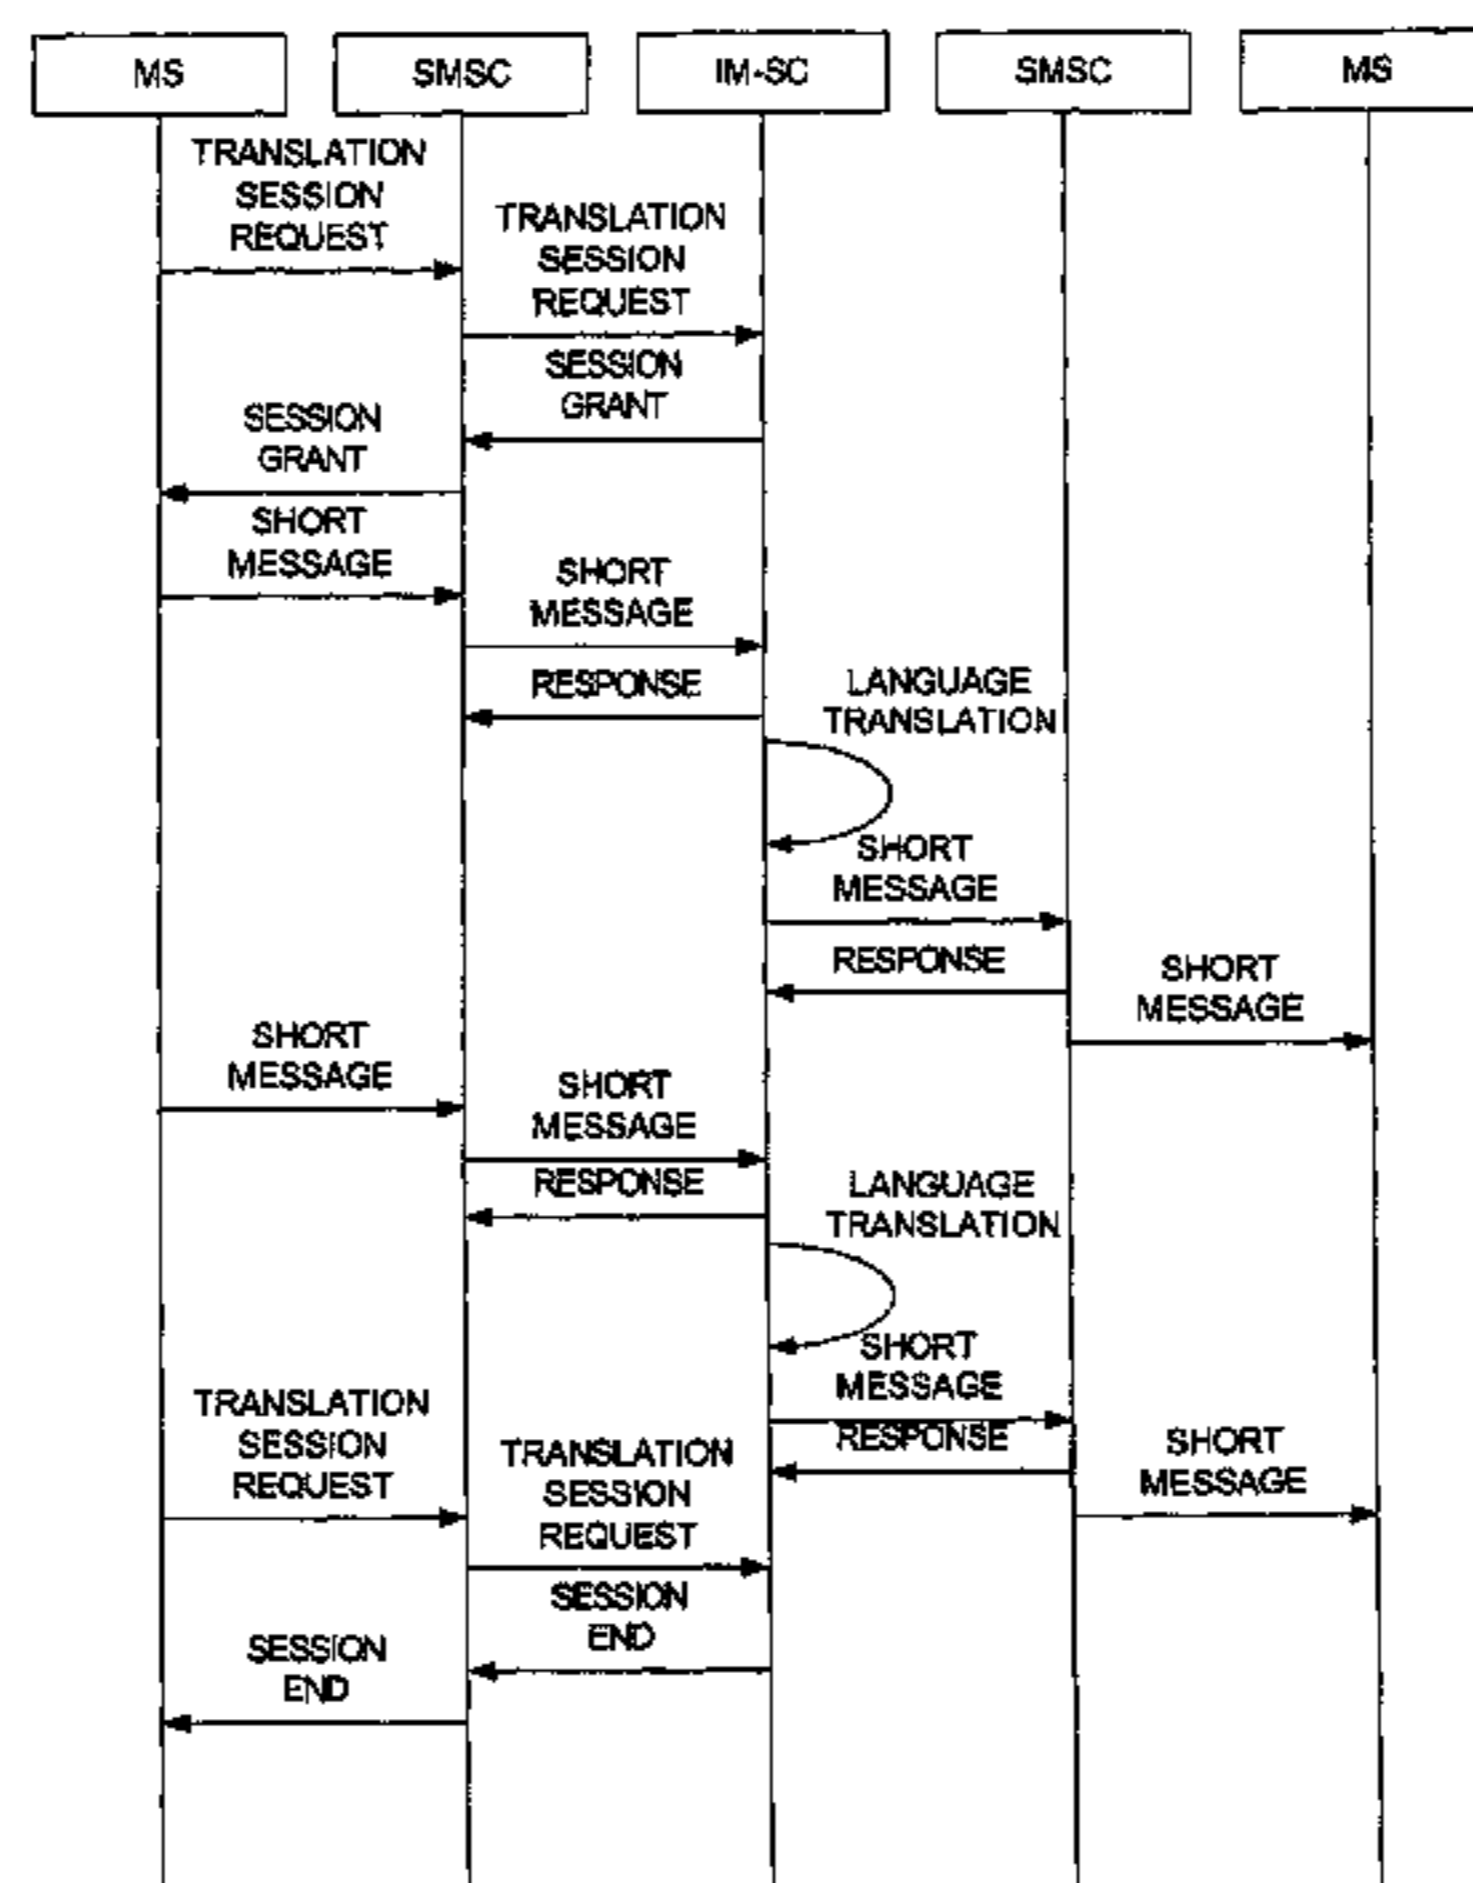 MS
SMSC
IM-SC
SMSC
MS
TRANSLATION
SESSION
REQUEST
TRANSLATION
SESSION
REQUEST
SESSION
GRANT
SESSION
GRANT
SHORT
MESSAGE
SHORT
MESSAGE
RESPONSE
LANGUAGE
TRANSLATION
SHORT
MESSAGE
RESPONSE
SHORT
MESSAGE
SHORT
MESSAGE
SHORT
MESSAGE
RESPONSE
LANGUAGE
TRANSLATION
SHORT
MESSAGE
RESPONSE
SHORT
MESSAGE
TRANSLATION
SESSION
REQUEST
TRANSLATION
SESSION
REQUEST
SESSION
END
SESSION
END